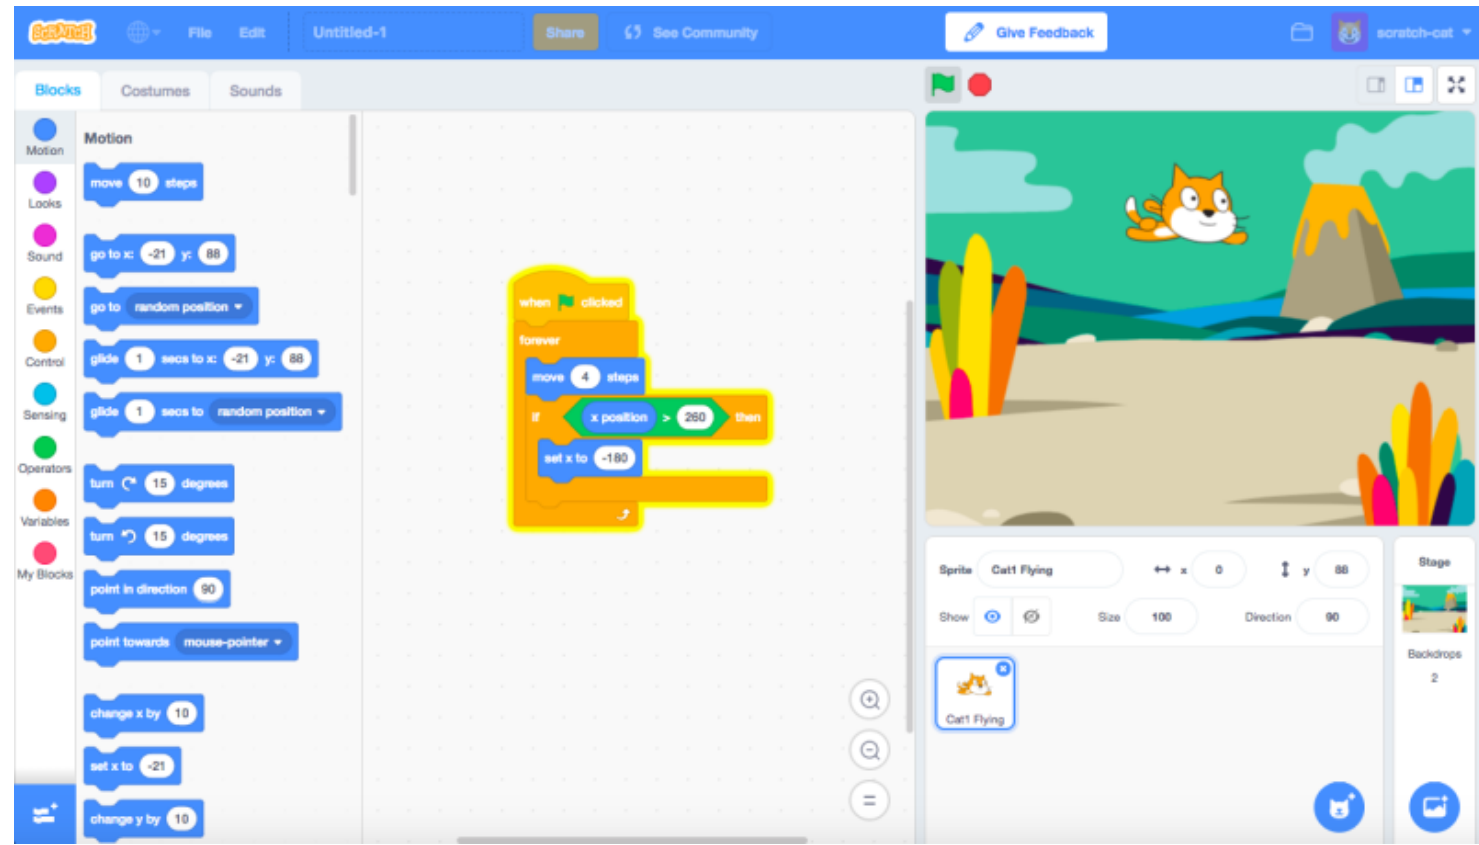 SCRATCH
File Edit
Untitled-1
Share
See Community
Give Feedback
scratch-cat
Blocks Costumes Sounds
Motion
Looks
Sound
Events
Control
Sensing
Operators
Variables
My Blocks
Motion
move 10 steps
go to x: -21 y: 88
go to random position
glide 1 secs to x: -21 y: 88
glide 1 secs to random position
turn 15 degrees
turn 15 degrees
point in direction 90
point towards mouse-pointer
change x by 10
set x to -21
change y by 10
when clicked
forever
move 4 steps
if x position > 260 then
set x to -180
Sprite Cat1 Flying x 0 y 88
Show Size 100 Direction 90
Cat1 Flying
Stage
Backdrops
2